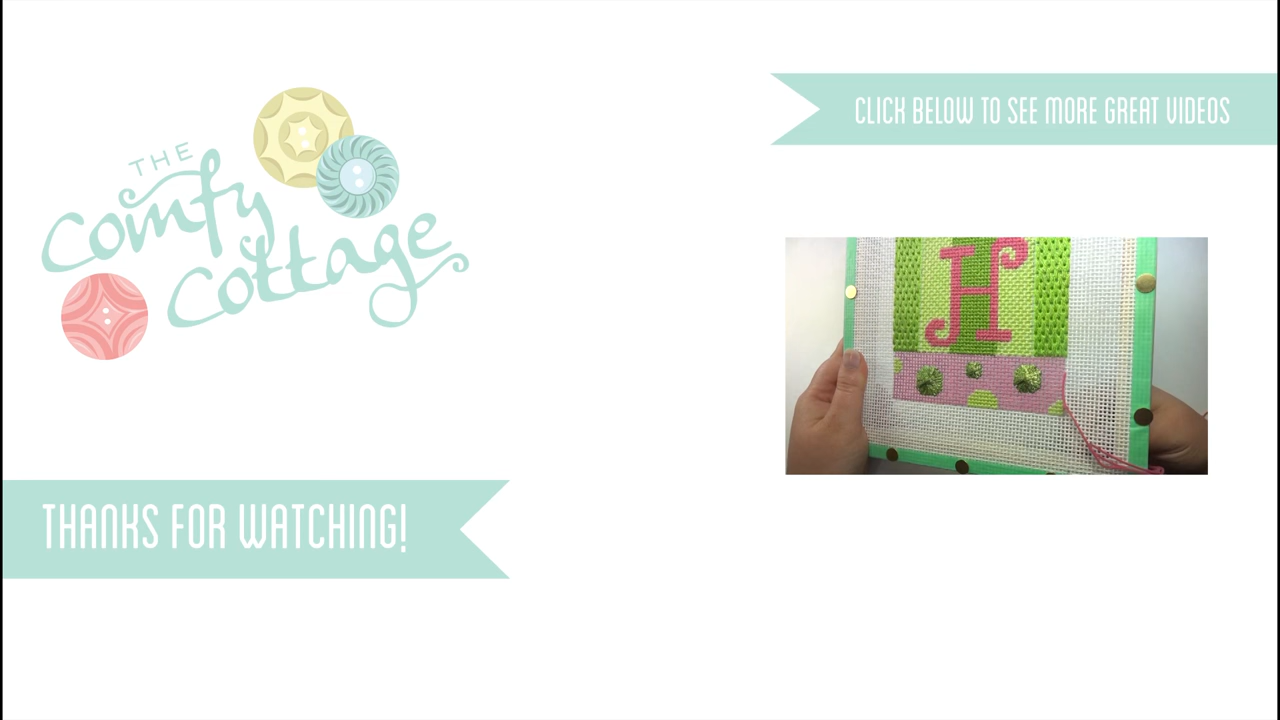 THE
Comfy
Cottage
CLICK BELOW TO SEE MORE GREAT VIDEOS
H
THANKS FOR WATCHING!